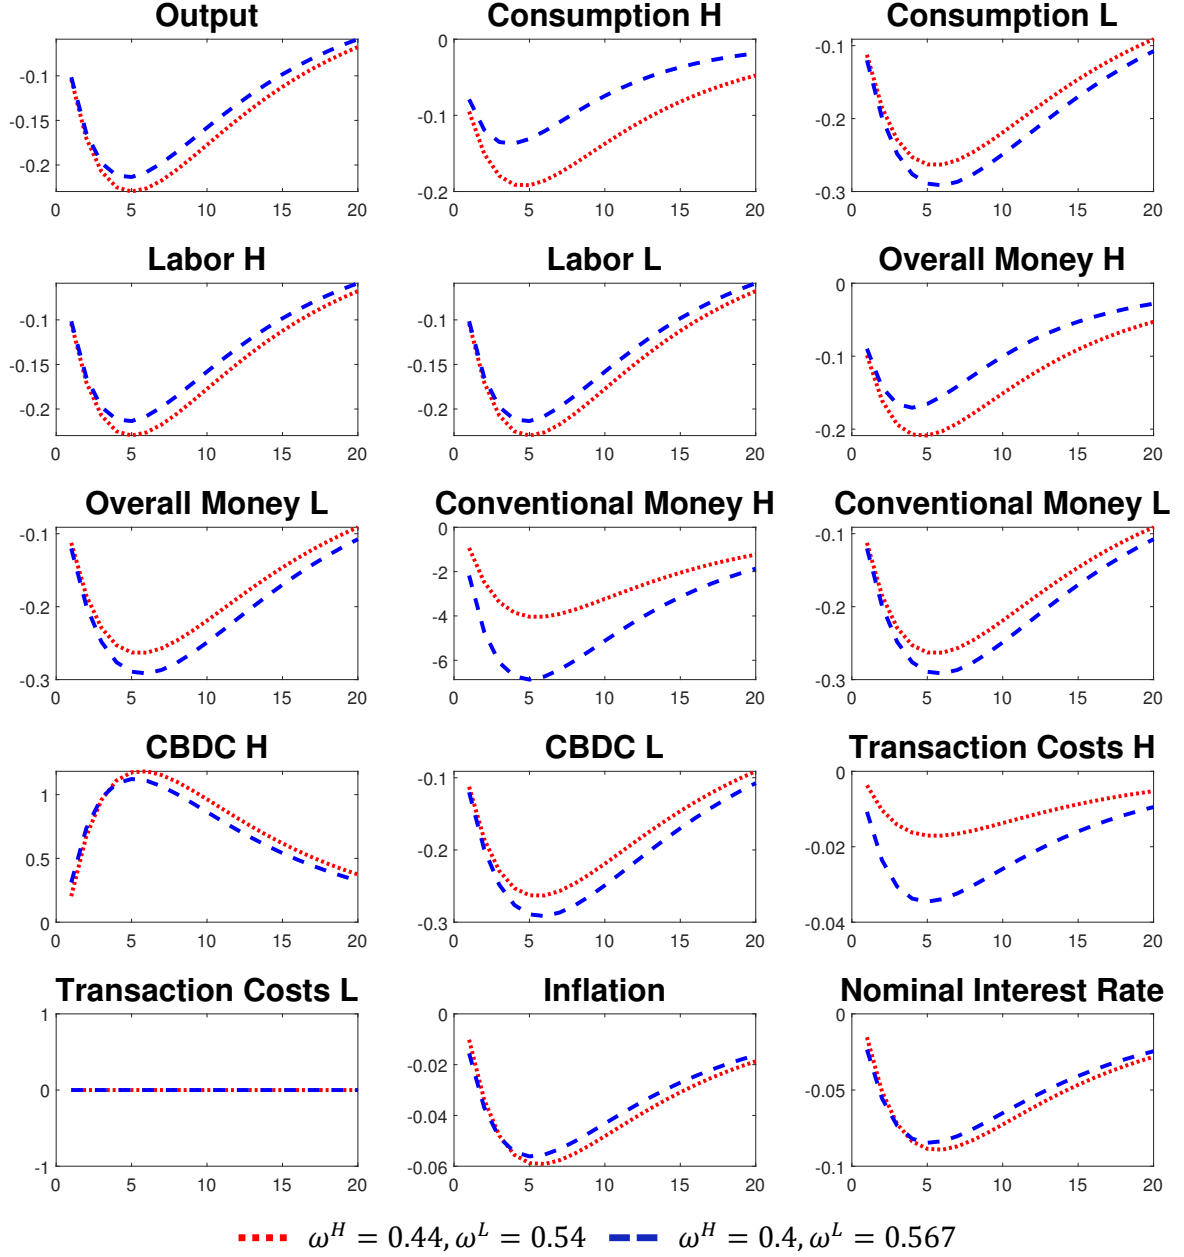 Output Consumption H Consumption L
-0.1 -0.15 -0.2 0 5 10 15 20
0 -0.1 -0.2 0 5 10 15 20
-0.1 -0.2 -0.3 0 5 10 15 20
Labor H Labor L Overall Money H
-0.1 -0.15 -0.2 0 5 10 15 20
-0.1 -0.15 -0.2 0 5 10 15 20
0 -0.1 -0.2 0 5 10 15 20
Overall Money L Conventional Money H Conventional Money L
-0.1 -0.2 -0.3 0 5 10 15 20
0 -2 -4 -6 0 5 10 15 20
-0.1 -0.2 -0.3 0 5 10 15 20
CBDC H CBDC L Transaction Costs H
1 0.5 0 0 5 10 15 20
-0.1 -0.2 -0.3 0 5 10 15 20
0 -0.02 -0.04 0 5 10 15 20
Transaction Costs L Inflation Nominal Interest Rate
1 0 -1 0 5 10 15 20
0 -0.02 -0.04 -0.06 0 5 10 15 20
0 -0.05 -0.1 0 5 10 15 20
ω^H = 0.44, ω^L = 0.54 ω^H = 0.4, ω^L = 0.567